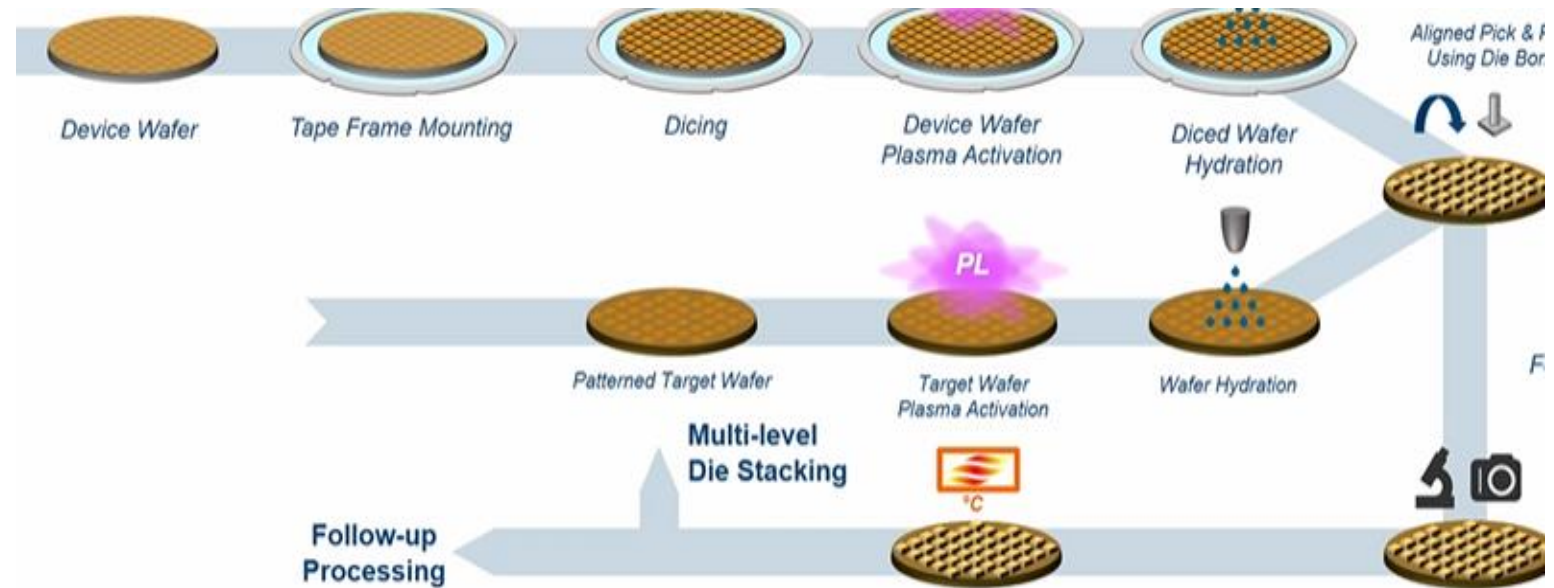 Aligned Pick &
Using Die
Device Wafer
Tape Frame Mounting
Dicing
Device Wafer
Plasma Activation
Diced Wafer
Hydration
PL
Patterned Target Wafer
Target Wafer
Plasma Activation
Wafer Hydration
Multi-level
Die Stacking
°C
Follow-up
Processing